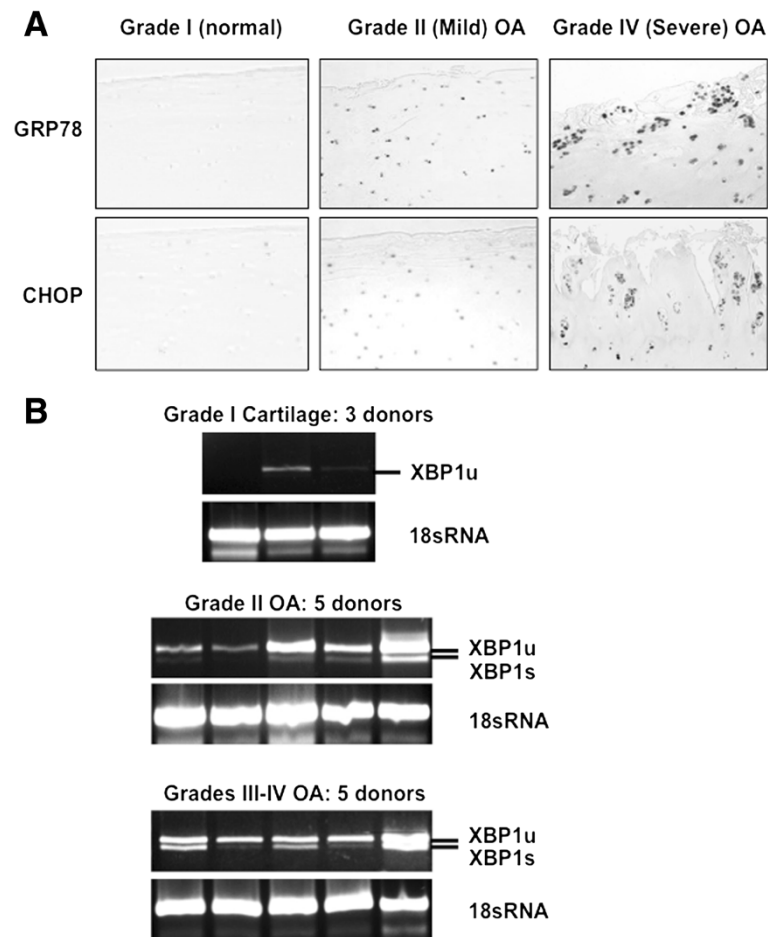 A
Grade I (normal) Grade II (Mild) OA Grade IV (Severe) OA
GRP78
CHOP
B
Grade I Cartilage: 3 donors
XBP1u
18sRNA
Grade II OA: 5 donors
XBP1u
XBP1s
18sRNA
Grades III-IV OA: 5 donors
XBP1u
XBP1s
18sRNA